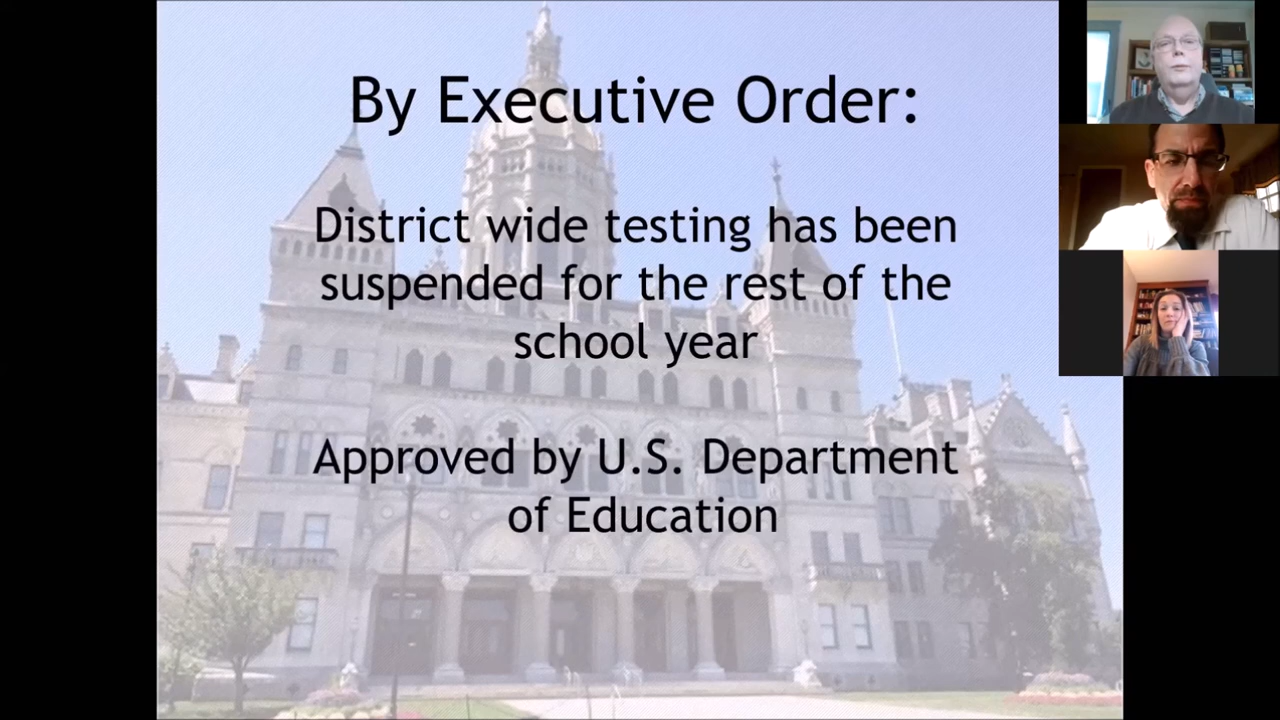 By Executive Order:
District wide testing has been
suspended for the rest of the
school year
Approved by U.S. Department
of Education